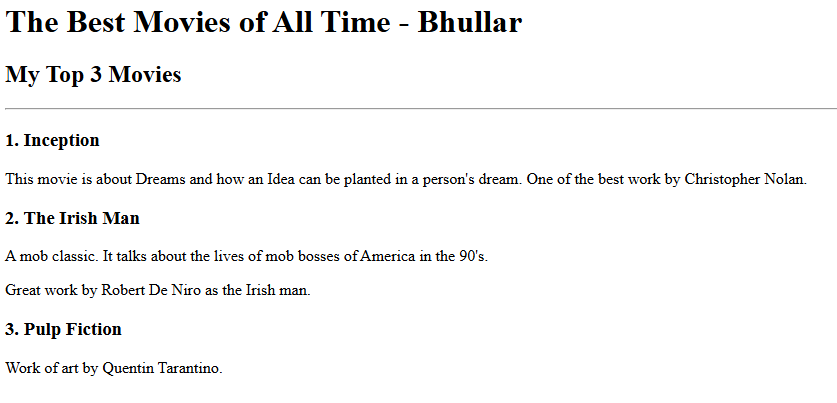 The Best Movies of All Time - Bhullar
My Top 3 Movies
1. Inception
This movie is about Dreams and how an Idea can be planted in a person's dream. One of the best work by Christopher Nolan.
2. The Irish Man
A mob classic. It talks about the lives of mob bosses of America in the 90's.
Great work by Robert De Niro as the Irish man.
3. Pulp Fiction
Work of art by Quentin Tarantino.